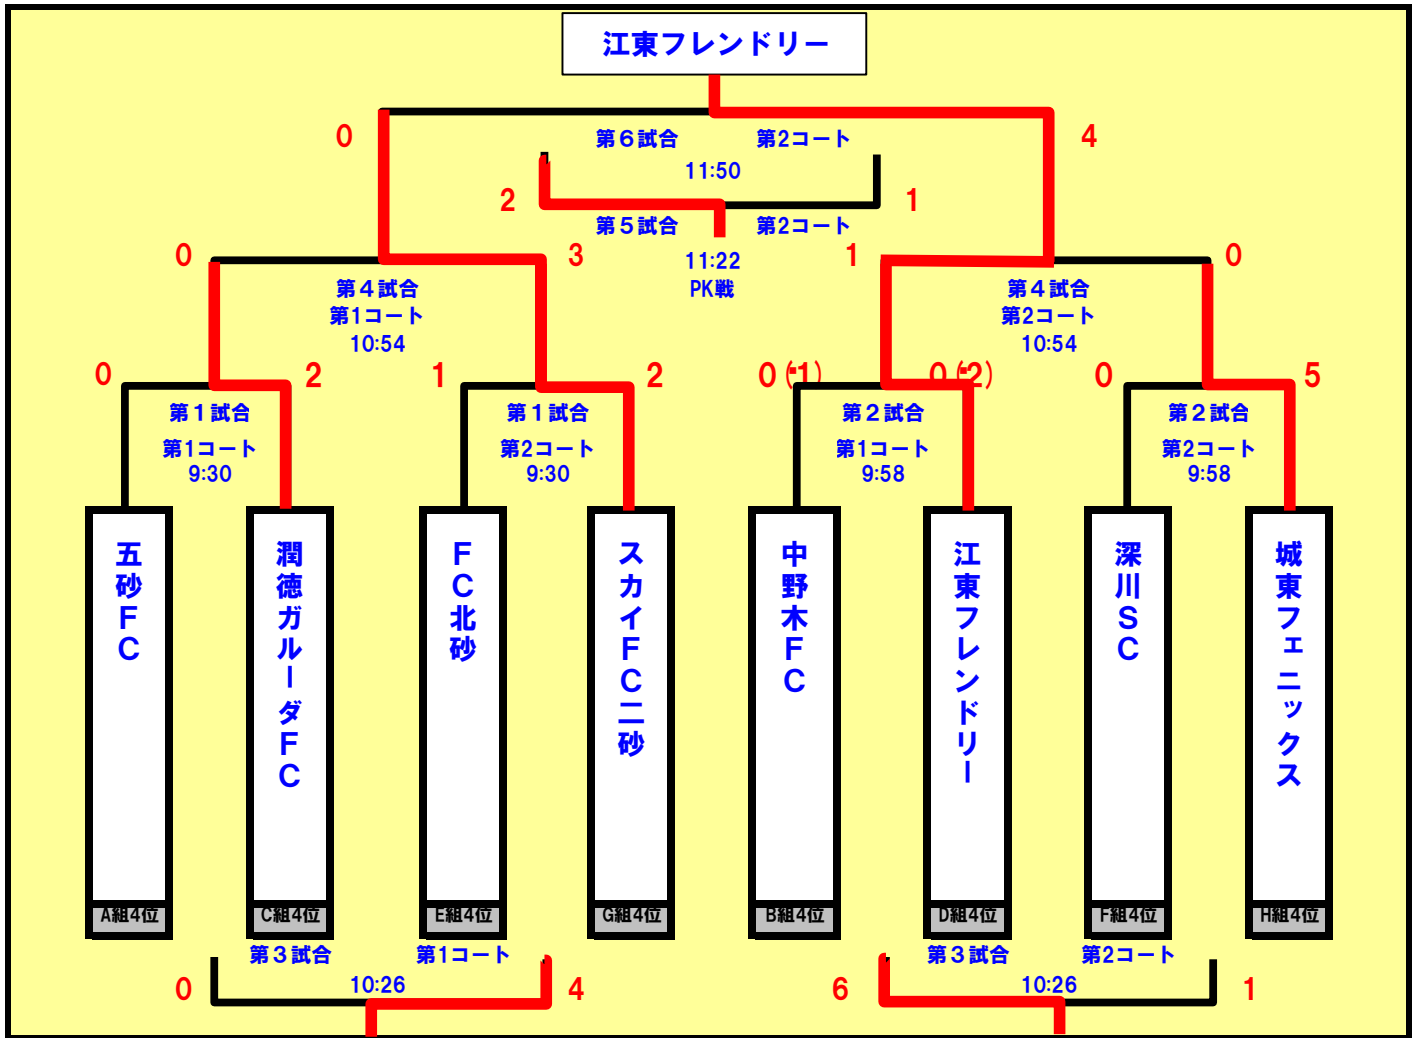 江東フレンドリー
0
第6試合 第2コート
4
11:50
2
1
第5試合 第2コート
0
3
11:22
1
0
PK戦
第4試合
第1コート
10:54
第4試合
第2コート
10:54
0
2
1
2
0
0
0
5
第1試合
第1コート
9:30
第1試合
第2コート
9:30
第2試合
第1コート
9:58
第2試合
第2コート
9:58
五砂FC
潤徳ガルーダFC
FC北砂
スカイFC二砂
中野木FC
江東フレンドリー
深川SC
城東フェニックス
A組4位
C組4位
E組4位
G組4位
B組4位
D組4位
F組4位
H組4位
第3試合 第1コート
0
10:26
4
第3試合 第2コート
6
10:26
1